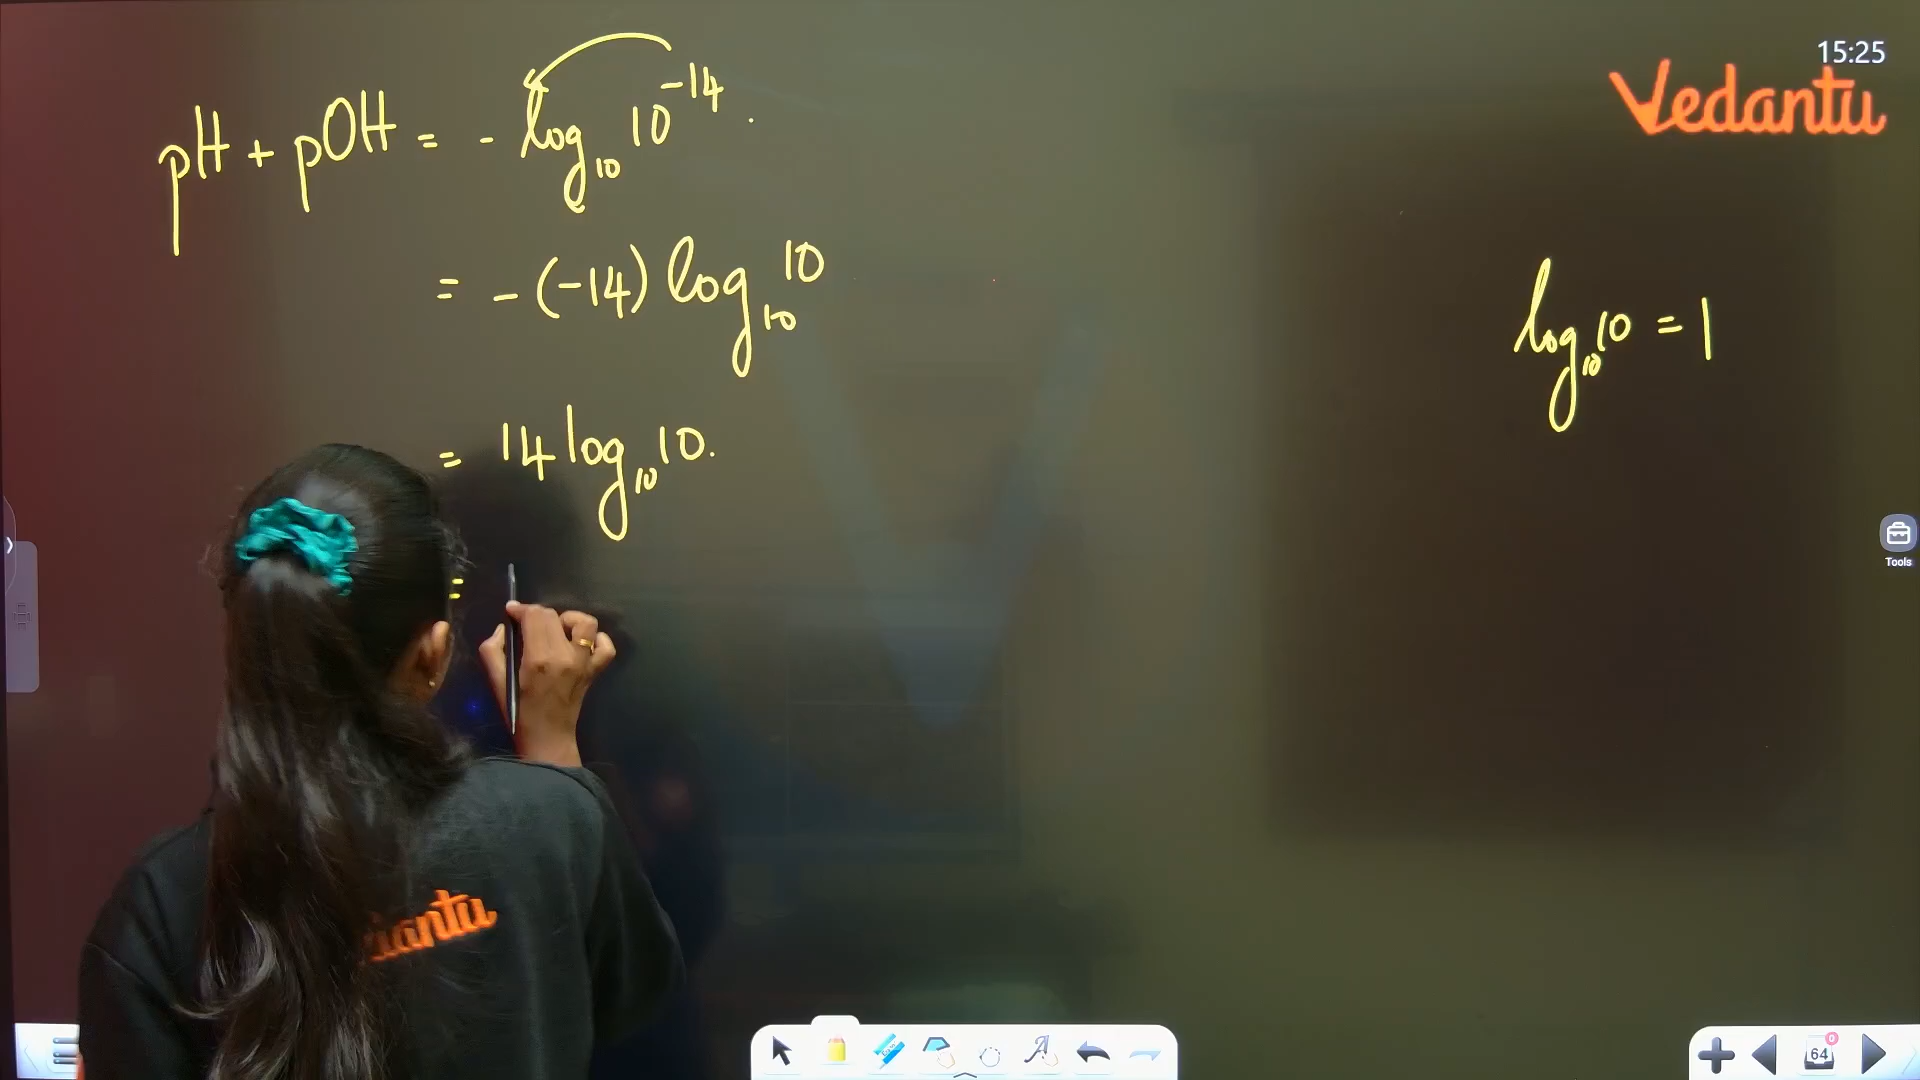 15:25
Vedantu
pH + pOH = - log₁₀ 10⁻¹⁴.
= - (-14) log₁₀ 10
log₁₀ 10 = 1
= 14 log₁₀ 10.
=
Tools
antu
64
0